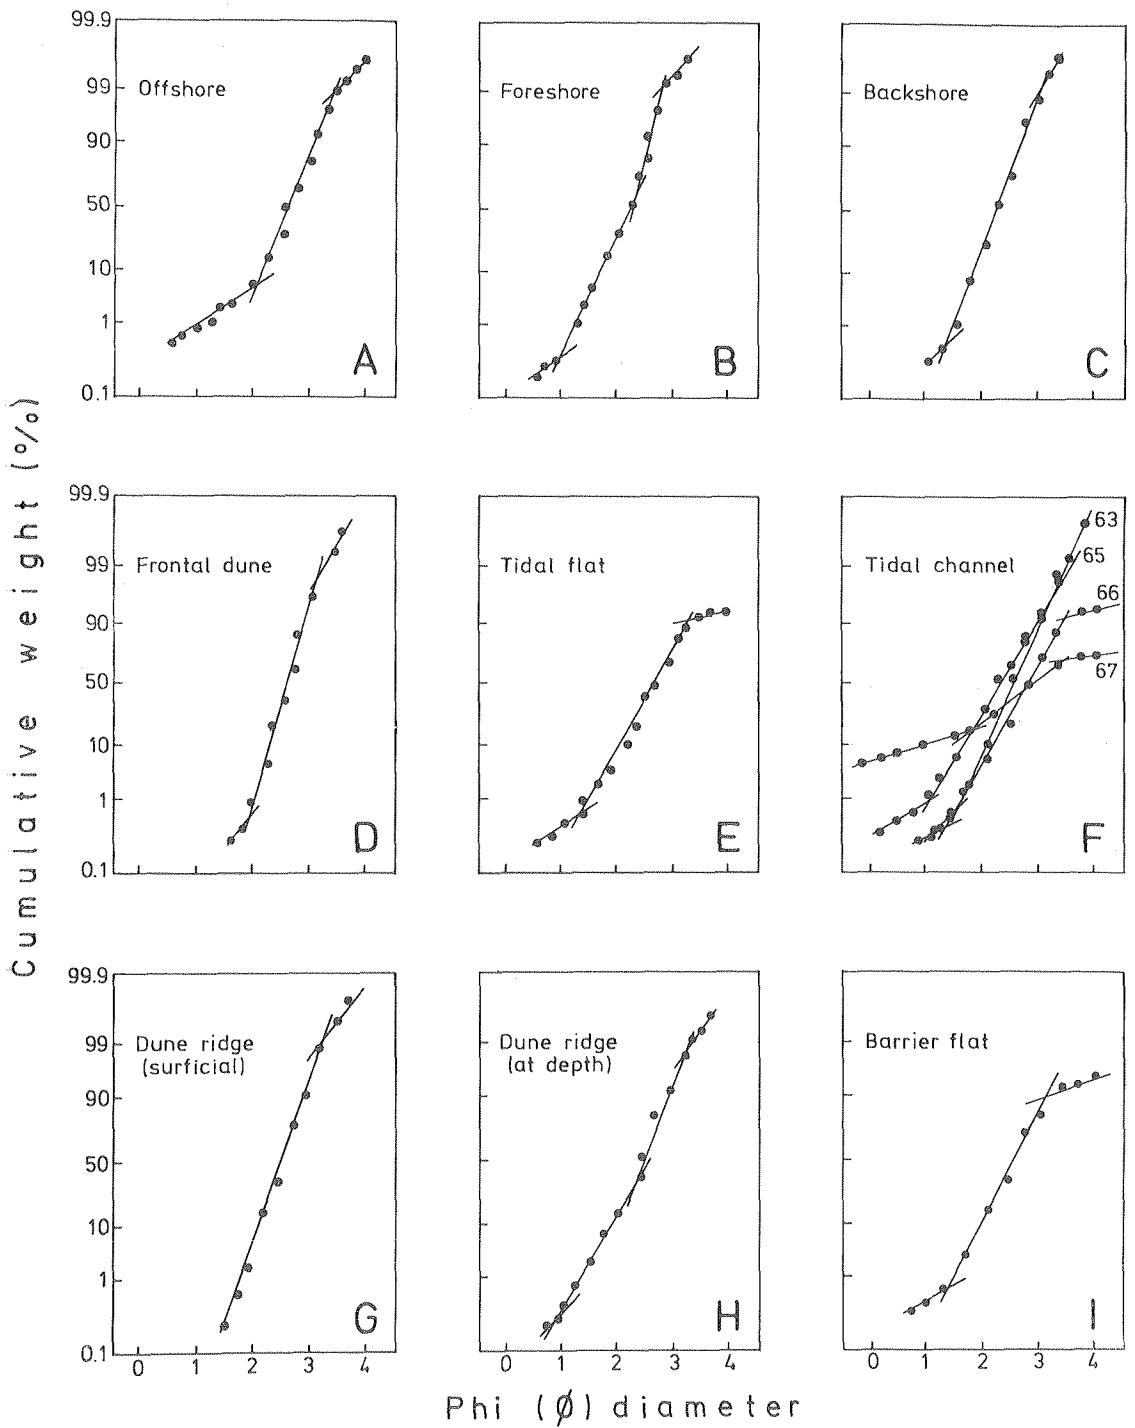 99.9
99
90
50
10
1
0.1
Offshore
A
Foreshore
B
Backshore
C
Cumulative weight (%)
99.9
99
90
50
10
1
0.1
Frontal dune
D
Tidal flat
E
Tidal channel
63
65
66
67
F
99.9
99
90
50
10
1
0.1
Dune ridge
(surficial)
G
Dune ridge
(at depth)
H
Barrier flat
I
0 1 2 3 4
0 1 2 3 4
0 1 2 3 4
Phi (ø) diameter